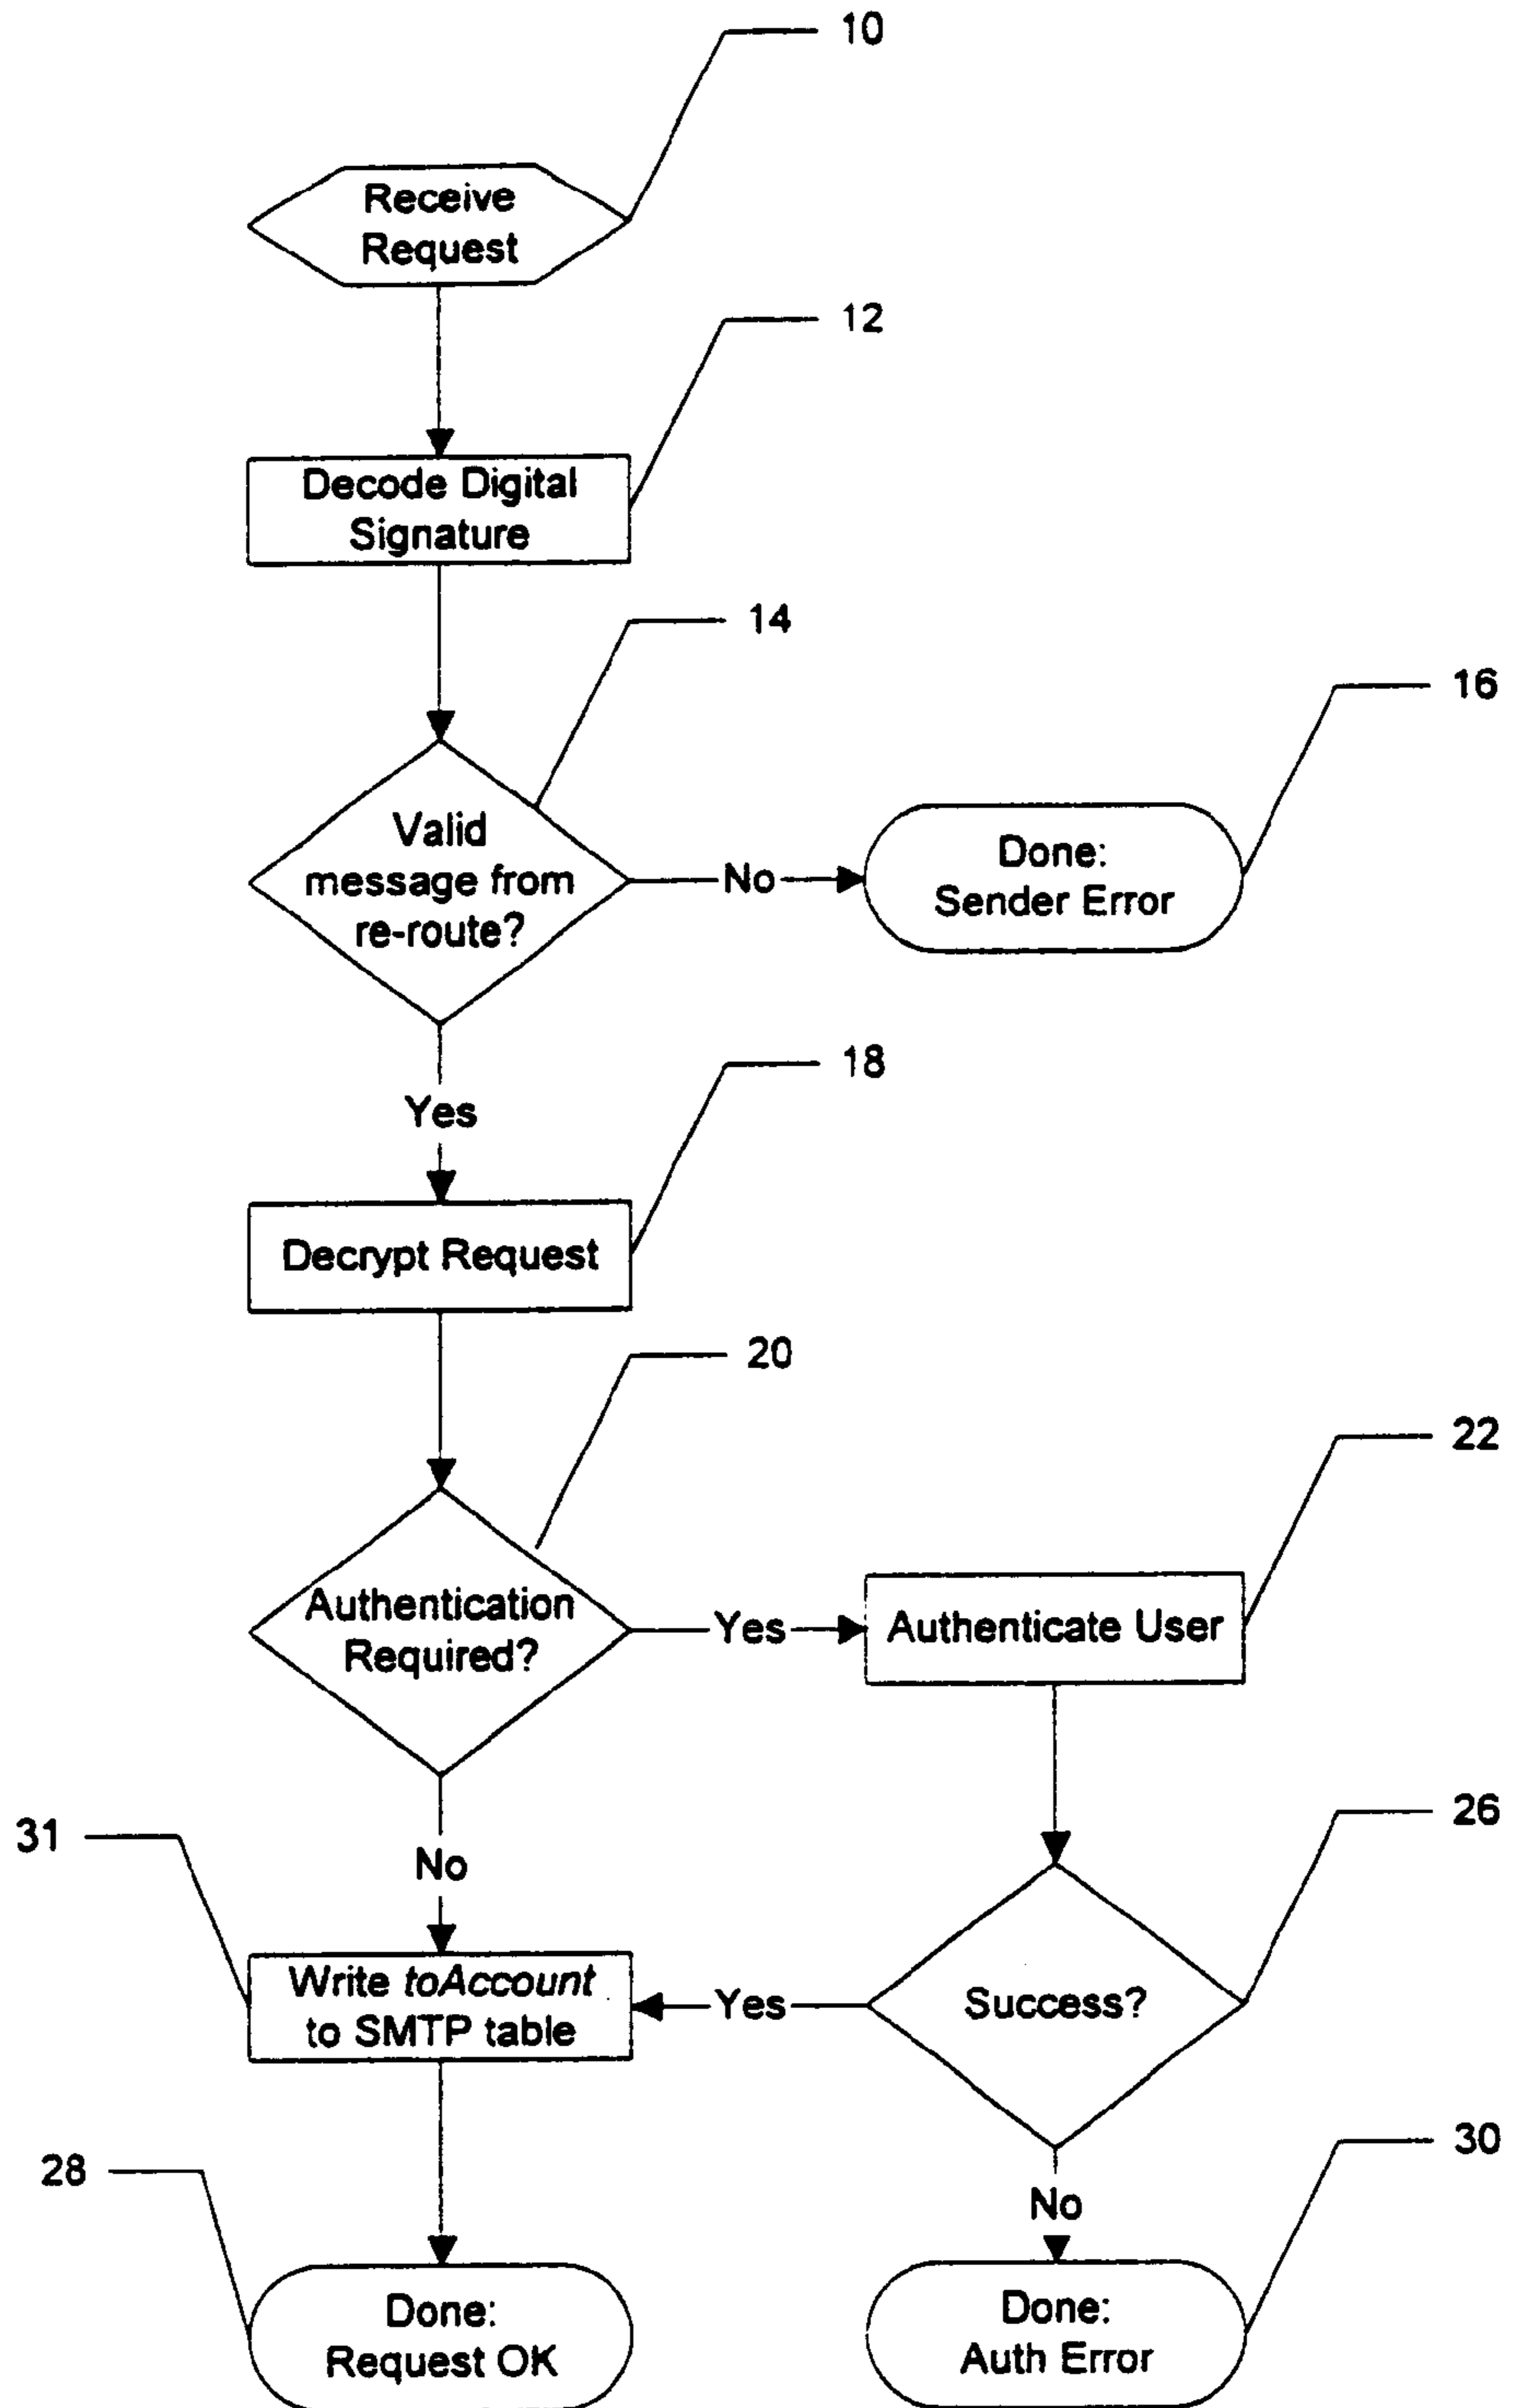 10
Receive
Request
12
Decode Digital
Signature
14
Valid
message from
re-route?
No
16
Done:
Sender Error
Yes
18
Decrypt Request
20
Authentication
Required?
Yes
22
Authenticate User
31
No
26
Write toAccount
to SMTP table
Yes
Success?
28
No
30
Done:
Request OK
Done:
Auth Error